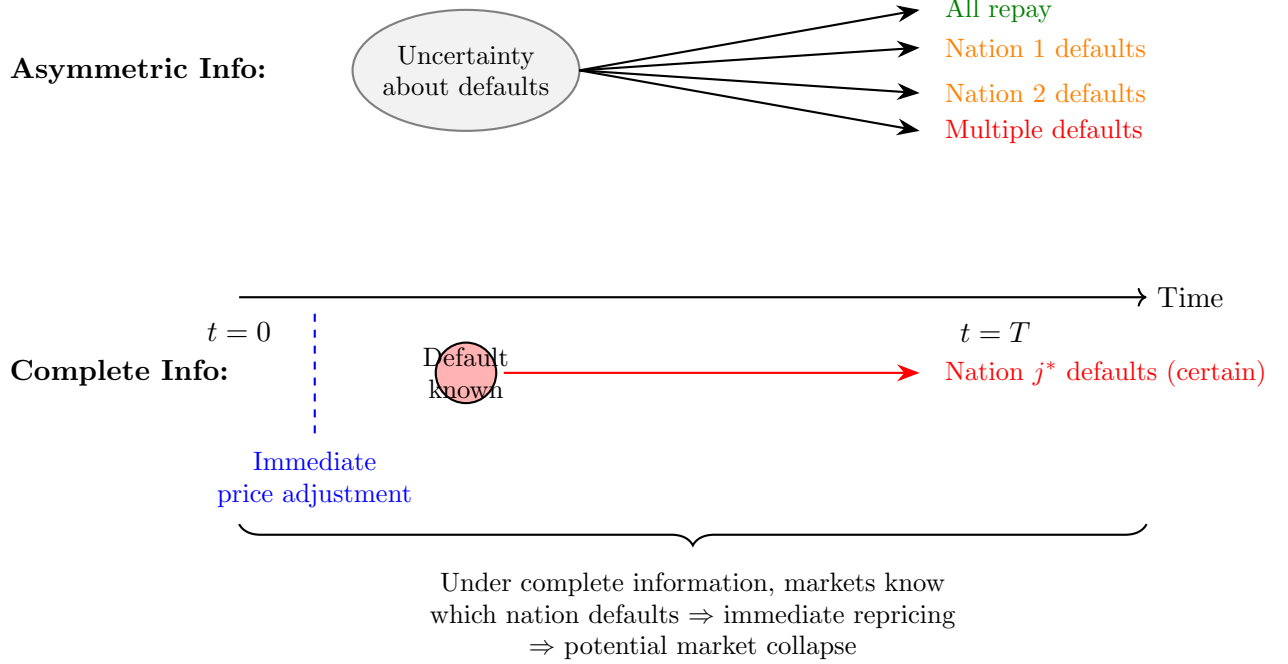 Asymmetric Info:
Uncertainty
about defaults
All repay
Nation 1 defaults
Nation 2 defaults
Multiple defaults
Time
t = 0
t = T
Complete Info:
Default
known
Nation j* defaults (certain)
Immediate
price adjustment
Under complete information, markets know
which nation defaults ⇒ immediate repricing
⇒ potential market collapse